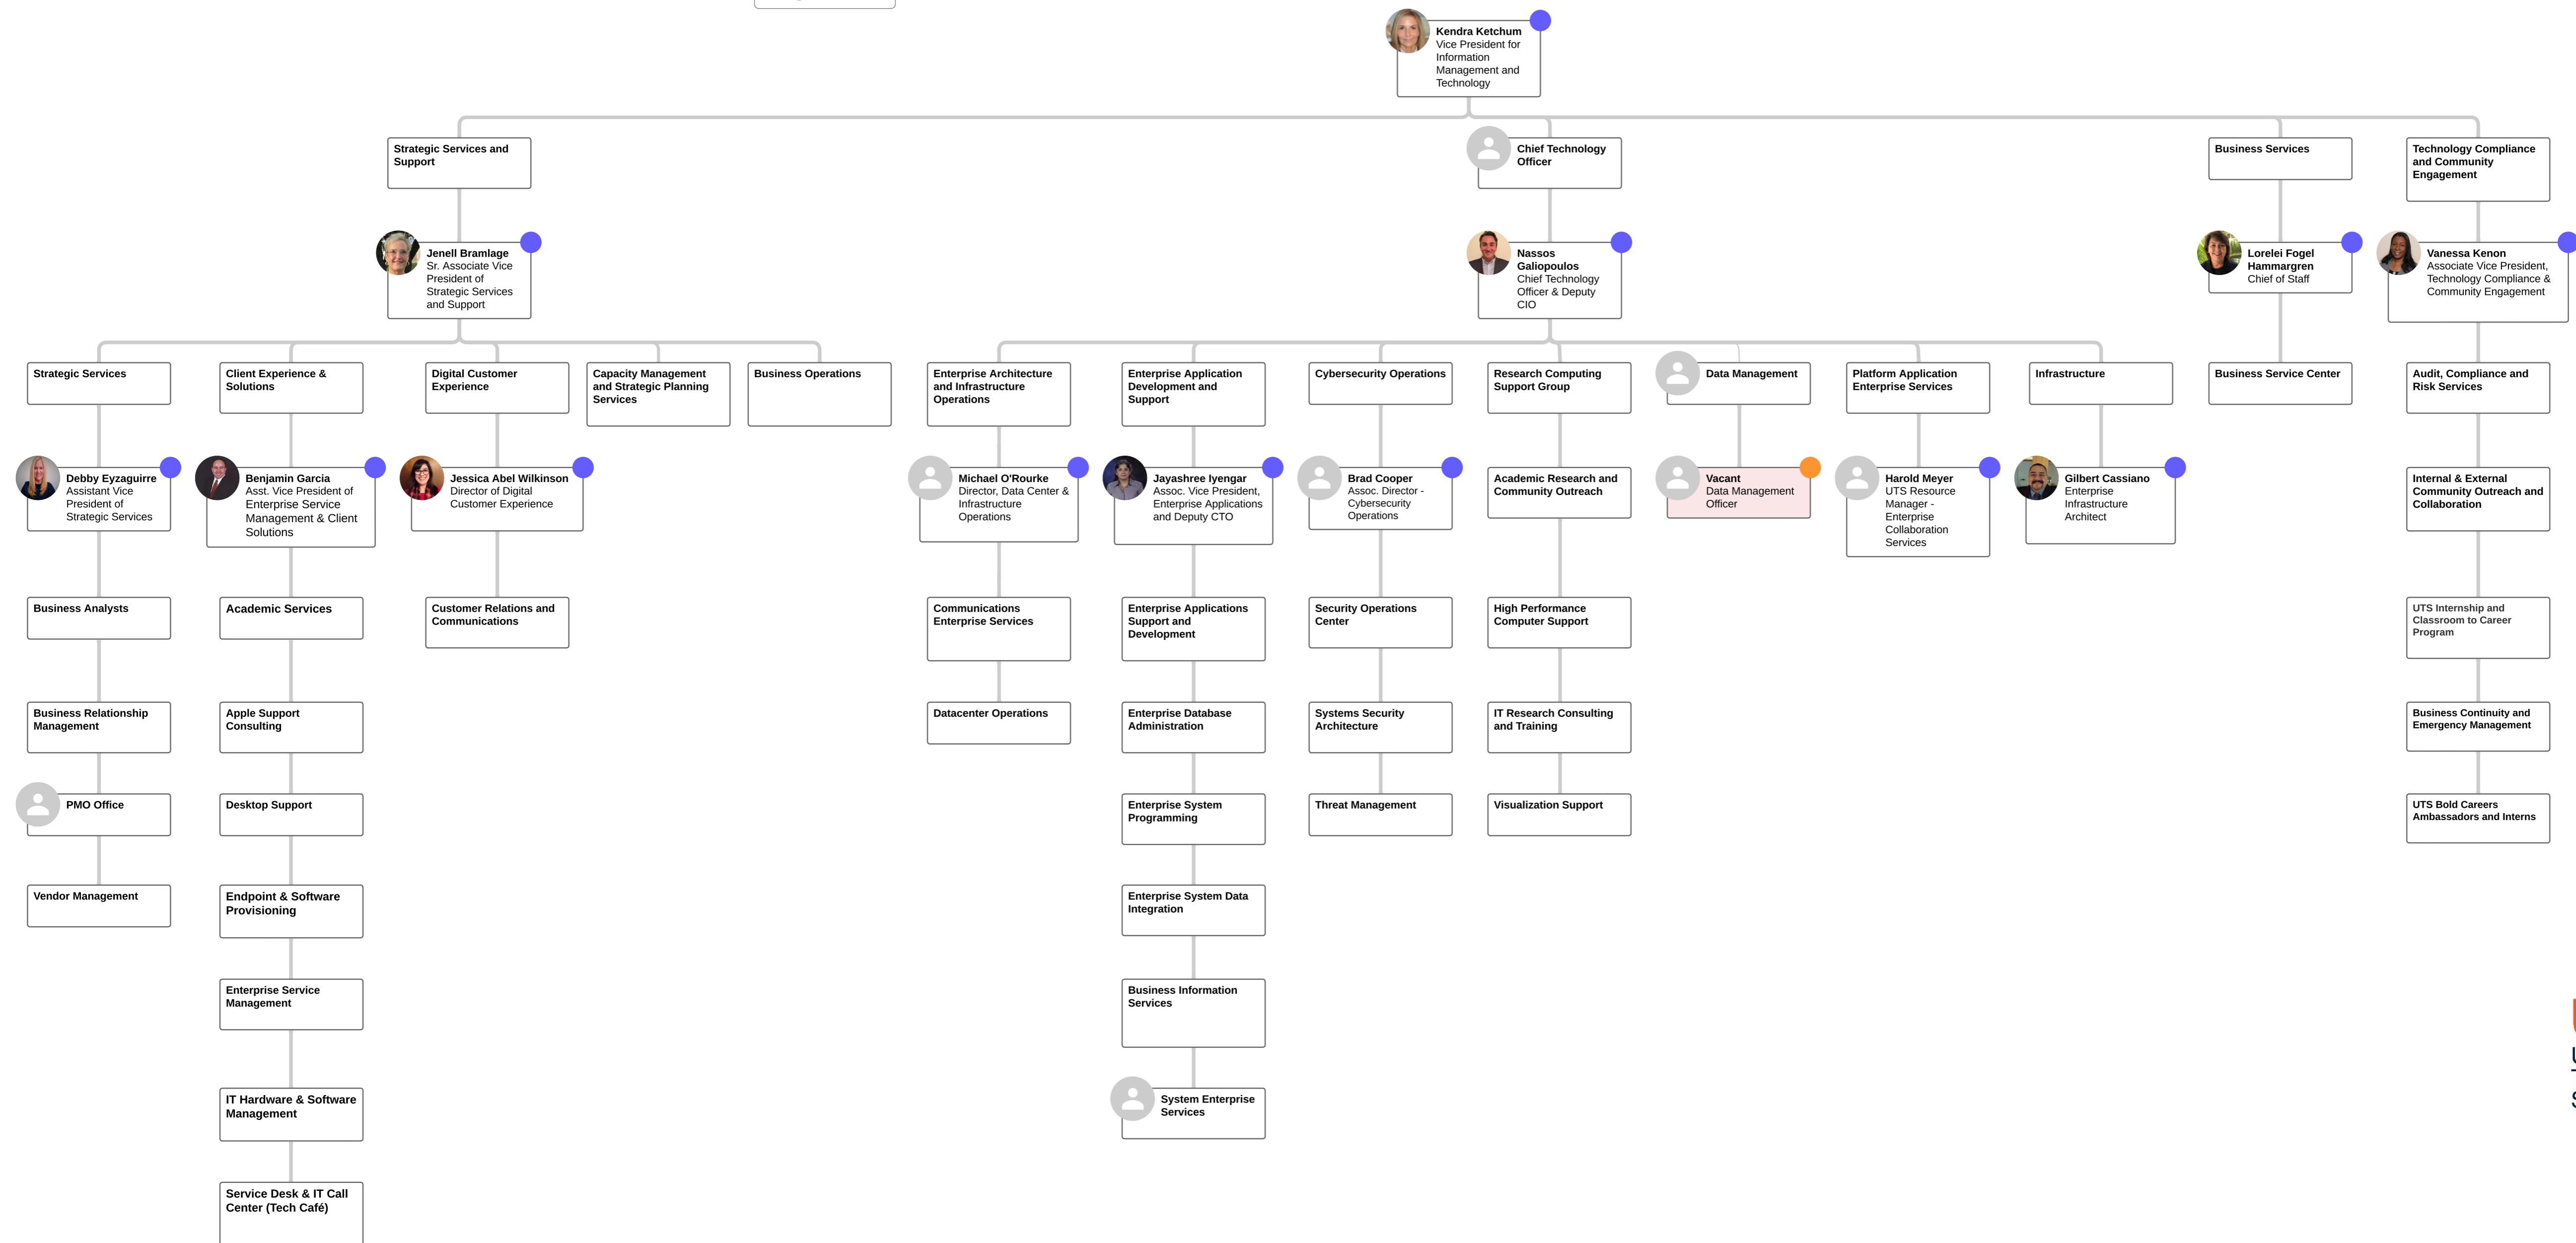 Kendra Ketchum
Vice President for
Information
Management and
Technology
Strategic Services and
Support
Chief Technology
Officer
Business Services
Technology Compliance
and Community
Engagement
Jenell Bramlage
Sr. Associate Vice
President of
Strategic Services
and Support
Nassos
Galiopoulos
Chief Technology
Officer & Deputy
CIO
Lorelei Fogel
Hammargren
Chief of Staff
Vanessa Kenon
Associate Vice President,
Technology Compliance &
Community Engagement
Strategic Services
Client Experience &
Solutions
Digital Customer
Experience
Capacity Management
and Strategic Planning
Services
Business Operations
Enterprise Architecture
and Infrastructure
Operations
Enterprise Application
Development and
Support
Cybersecurity Operations
Research Computing
Support Group
Data Management
Platform Application
Enterprise Services
Infrastructure
Business Service Center
Audit, Compliance and
Risk Services
Debby Eyzaguirre
Assistant Vice
President of
Strategic Services
Benjamin Garcia
Asst. Vice President of
Enterprise Service
Management & Client
Solutions
Jessica Abel Wilkinson
Director of Digital
Customer Experience
Michael O'Rourke
Director, Data Center &
Infrastructure
Operations
Jayashree Iyengar
Assoc. Vice President,
Enterprise Applications
and Deputy CTO
Brad Cooper
Assoc. Director -
Cybersecurity
Operations
Academic Research and
Community Outreach
Vacant
Data Management
Officer
Harold Meyer
UTS Resource
Manager -
Enterprise
Collaboration
Services
Gilbert Cassiano
Enterprise
Infrastructure
Architect
Internal & External
Community Outreach and
Collaboration
Business Analysts
Academic Services
Customer Relations and
Communications
Communications
Enterprise Services
Enterprise Applications
Support and
Development
Security Operations
Center
High Performance
Computer Support
UTS Internship and
Classroom to Career
Program
Business Relationship
Management
Apple Support
Consulting
Datacenter Operations
Enterprise Database
Administration
Systems Security
Architecture
IT Research Consulting
and Training
Business Continuity and
Emergency Management
PMO Office
Desktop Support
Enterprise System
Programming
Threat Management
Visualization Support
UTS Bold Careers
Ambassadors and Interns
Vendor Management
Endpoint & Software
Provisioning
Enterprise System Data
Integration
Enterprise Service
Management
Business Information
Services
IT Hardware & Software
Management
System Enterprise
Services
Service Desk & IT Call
Center (Tech Café)